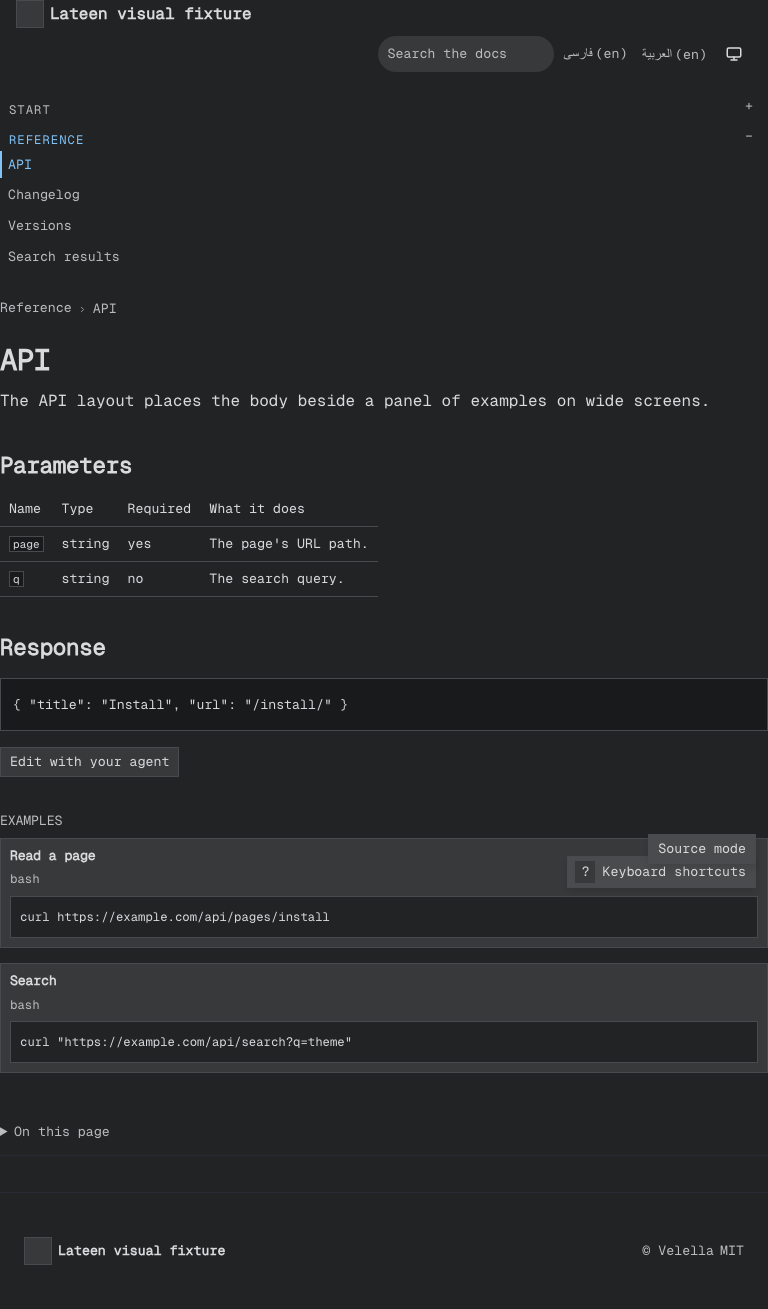 Lateen visual fixture
Search the docs فارسی (en) العربية (en)
START +
REFERENCE −
API
Changelog
Versions
Search results
Reference › API
API
The API layout places the body beside a panel of examples on wide screens.
Parameters
Name Type Required What it does
page string yes The page's URL path.
q string no The search query.
Response
{ "title": "Install", "url": "/install/" }
Edit with your agent
EXAMPLES
Source mode
Read a page
? Keyboard shortcuts
bash
curl https://example.com/api/pages/install
Search
bash
curl "https://example.com/api/search?q=theme"
On this page
Lateen visual fixture © Velella MIT